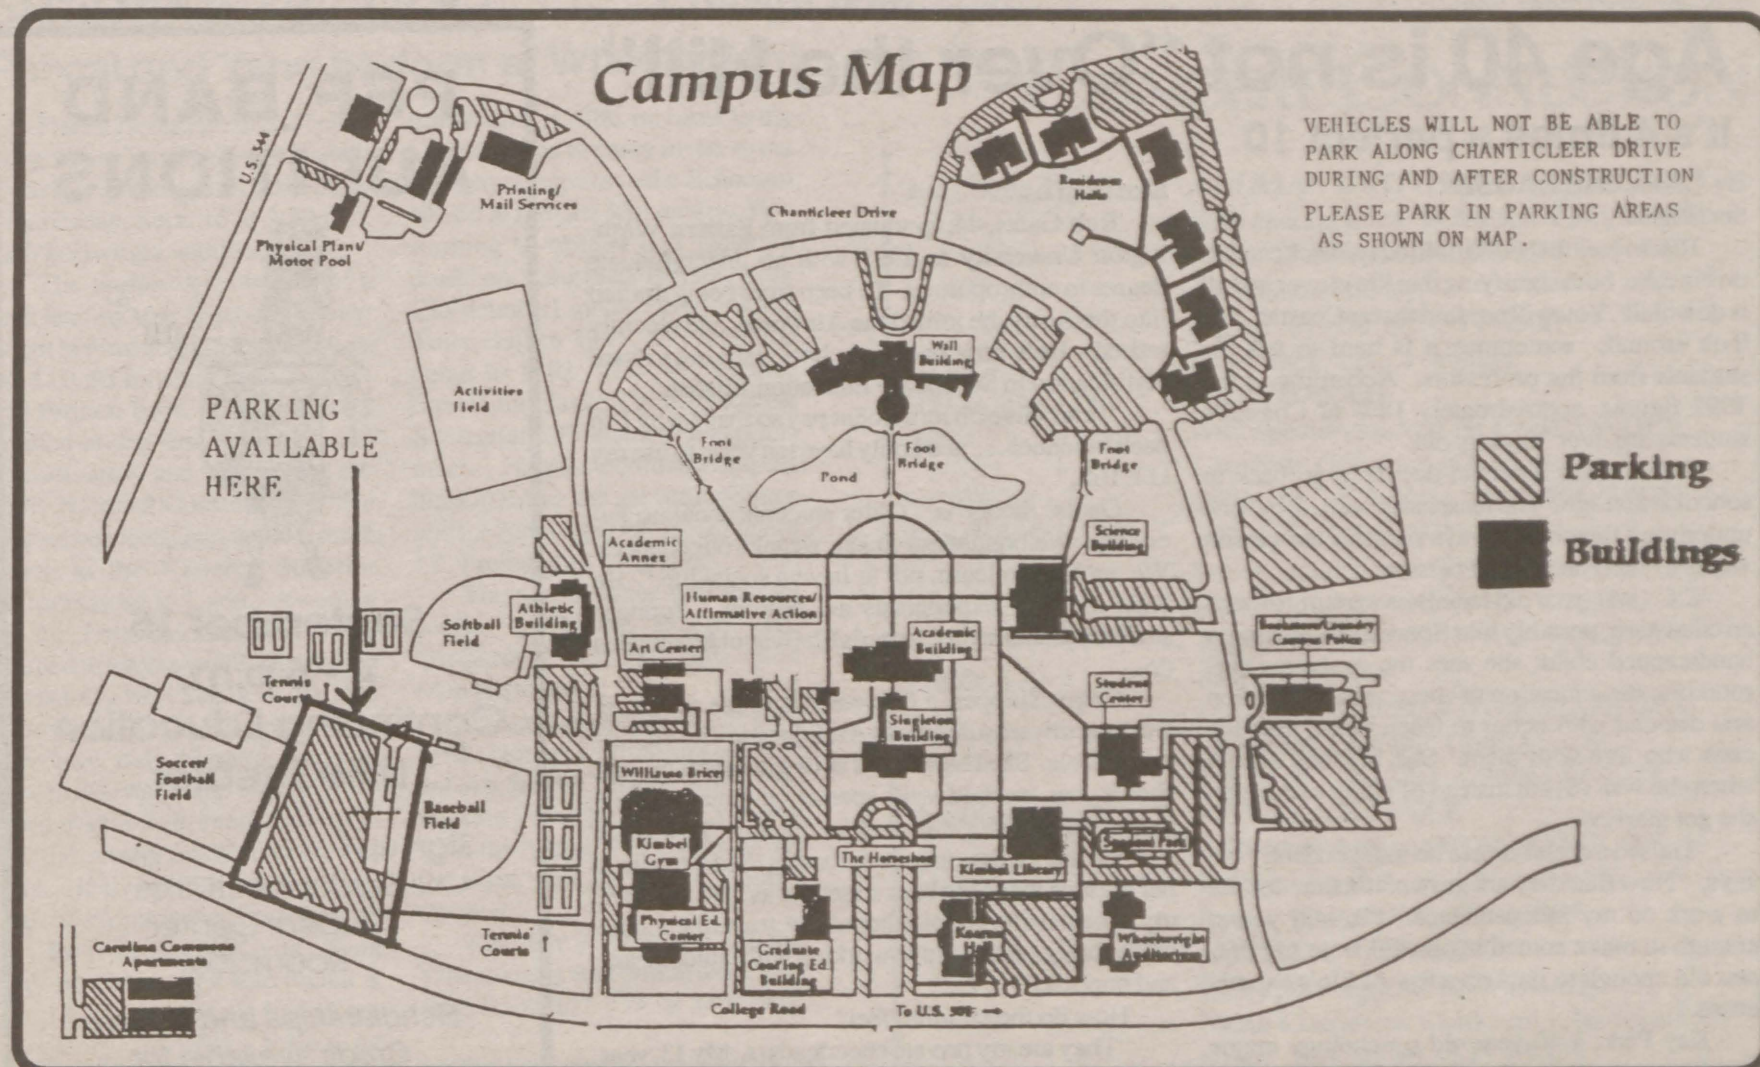 Campus Map
VEHICLES WILL NOT BE ABLE TO
PARK ALONG CHANTICLEER DRIVE
DURING AND AFTER CONSTRUCTION
PLEASE PARK IN PARKING AREAS
AS SHOWN ON MAP.
U.S. 544
Printing/
Mail Services
Physical Plant/
Motor Pool
Chanticleer Drive
Residence
Halls
Wall
Building
Activities
Field
PARKING
AVAILABLE
HERE
Foot
Bridge
Pond
Foot
Bridge
Foot
Bridge
Parking
Buildings
Academic
Annex
Science
Building
Human Resources/
Affirmative Action
Athletic
Building
Softball
Field
Art Center
Academic
Building
Bookstore/Laundry
Campus Police
Student
Center
Tennis
Courts
Singleton
Building
Soccer/
Football
Field
Baseball
Field
Williams Brice
Kimbel
Gym
The Horseshoe
Kimbel Library
Physical Ed.
Center
Tennis
Courts
Graduate
Ed.
Building
Kearns
Hall
Wheelwright
Auditorium
Carolina Commons
Apartments
College Road
To U.S. 501 →